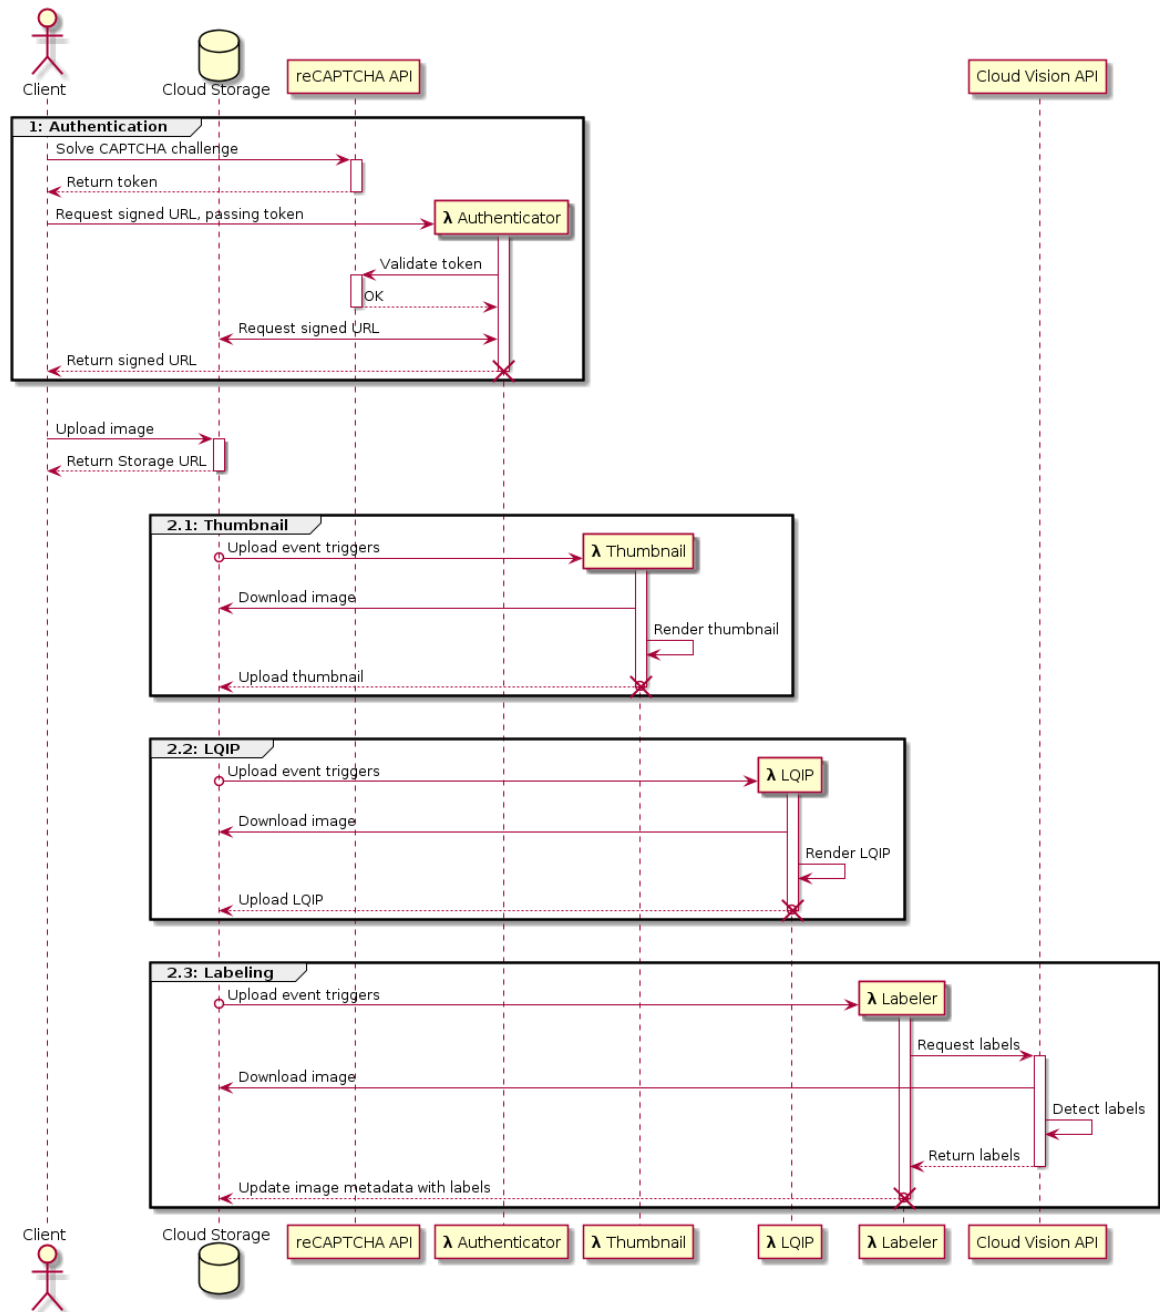 Client
Cloud Storage
reCAPTCHA API
Cloud Vision API
1: Authentication
Solve CAPTCHA challenge
Return token
Request signed URL, passing token
λ Authenticator
Validate token
OK
Request signed URL
Return signed URL
Upload image
Return Storage URL
2.1: Thumbnail
Upload event triggers
λ Thumbnail
Download image
Render thumbnail
Upload thumbnail
2.2: LQIP
Upload event triggers
λ LQIP
Download image
Render LQIP
Upload LQIP
2.3: Labeling
Upload event triggers
λ Labeler
Request labels
Download image
Detect labels
Return labels
Update image metadata with labels
Client
Cloud Storage
reCAPTCHA API
λ Authenticator
λ Thumbnail
λ LQIP
λ Labeler
Cloud Vision API